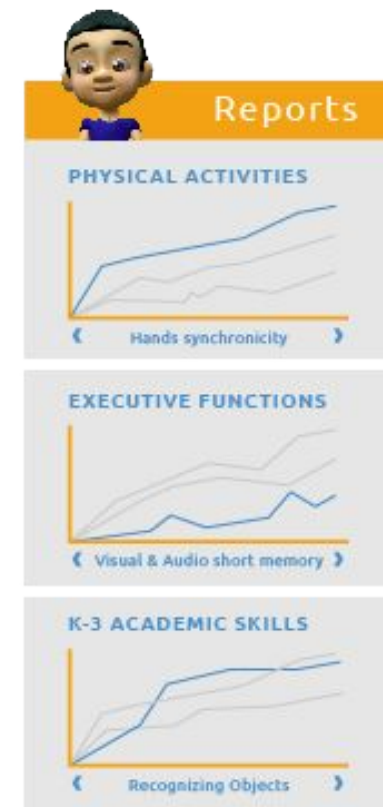 Reports
PHYSICAL ACTIVITIES
Hands synchronicity
EXECUTIVE FUNCTIONS
Visual & Audio short memory
K-3 ACADEMIC SKILLS
Recognizing Objects